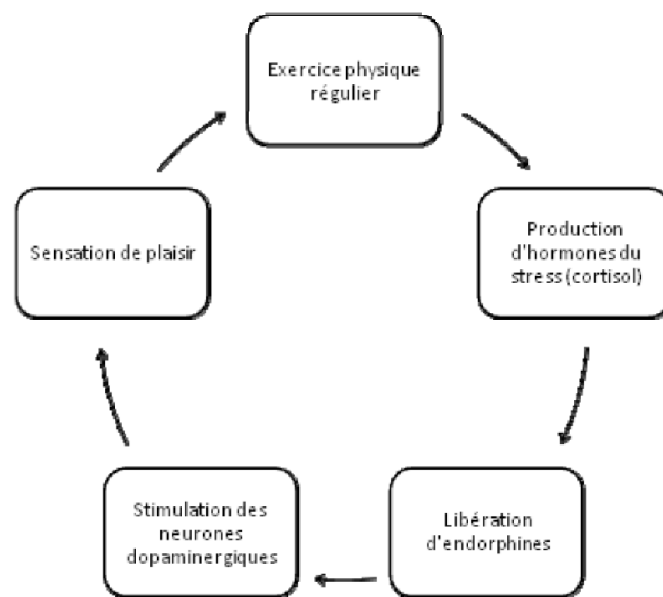 Exercice physique
régulier
Production
d'hormones du
stress (cortisol)
Libération
d'endorphines
Stimulation des
neurones
dopaminergiques
Sensation de plaisir